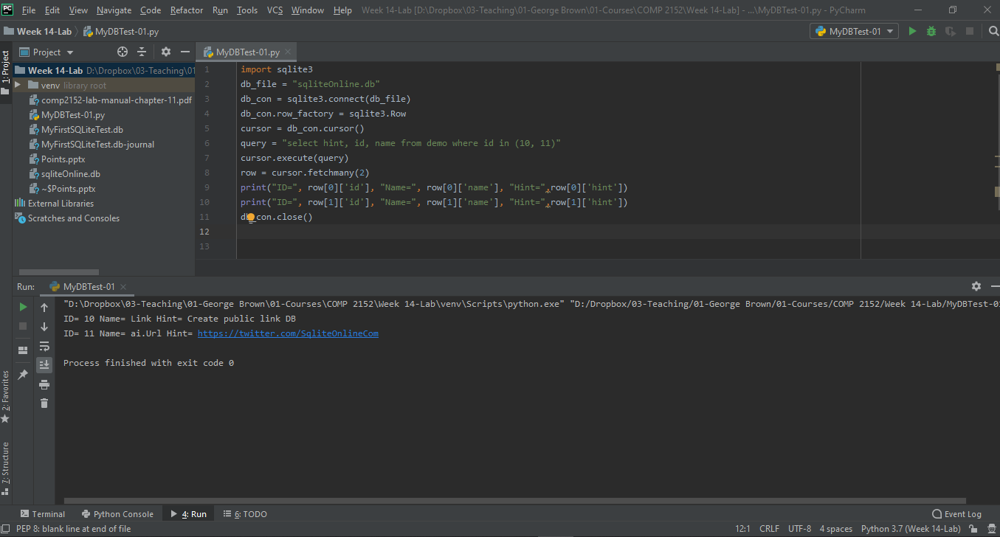 PC File Edit View Navigate Code Refactor Run Tools VCS Window Help Week 14-Lab [D:\Dropbox\03-Teaching\01-George Brown\01-Courses\COMP 2152\Week 14-Lab] - ...\MyDBTest-01.py - PyCharm
Week 14-Lab MyDBTest-01.py MyDBTest-01
1: Project
Project MyDBTest-01.py
Week 14-Lab D:\Dropbox\03-Teaching\01
venv library root
comp2152-lab-manual-chapter-11.pdf
MyDBTest-01.py
MyFirstSQLiteTest.db
MyFirstSQLiteTest.db-journal
Points.pptx
sqliteOnline.db
~$Points.pptx
External Libraries
Scratches and Consoles
1 import sqlite3
2 db_file = "sqliteOnline.db"
3 db_con = sqlite3.connect(db_file)
4 db_con.row_factory = sqlite3.Row
5 cursor = db_con.cursor()
6 query = "select hint, id, name from demo where id in (10, 11)"
7 cursor.execute(query)
8 row = cursor.fetchmany(2)
9 print("ID=", row[0]['id'], "Name=", row[0]['name'], "Hint=",row[0]['hint'])
10 print("ID=", row[1]['id'], "Name=", row[1]['name'], "Hint=",row[1]['hint'])
11 db_con.close()
12
13
Run: MyDBTest-01
"D:\Dropbox\03-Teaching\01-George Brown\01-Courses\COMP 2152\Week 14-Lab\venv\Scripts\python.exe" "D:/Dropbox/03-Teaching/01-George Brown/01-Courses/COMP 2152/Week 14-Lab/MyDBTest-01
ID= 10 Name= Link Hint= Create public link DB
ID= 11 Name= ai.Url Hint= https://twitter.com/SqliteOnlineCom
Process finished with exit code 0
2: Favorites
7: Structure
Terminal Python Console 4: Run 6: TODO Event Log
PEP 8: blank line at end of file 12:1 CRLF UTF-8 4 spaces Python 3.7 (Week 14-Lab)